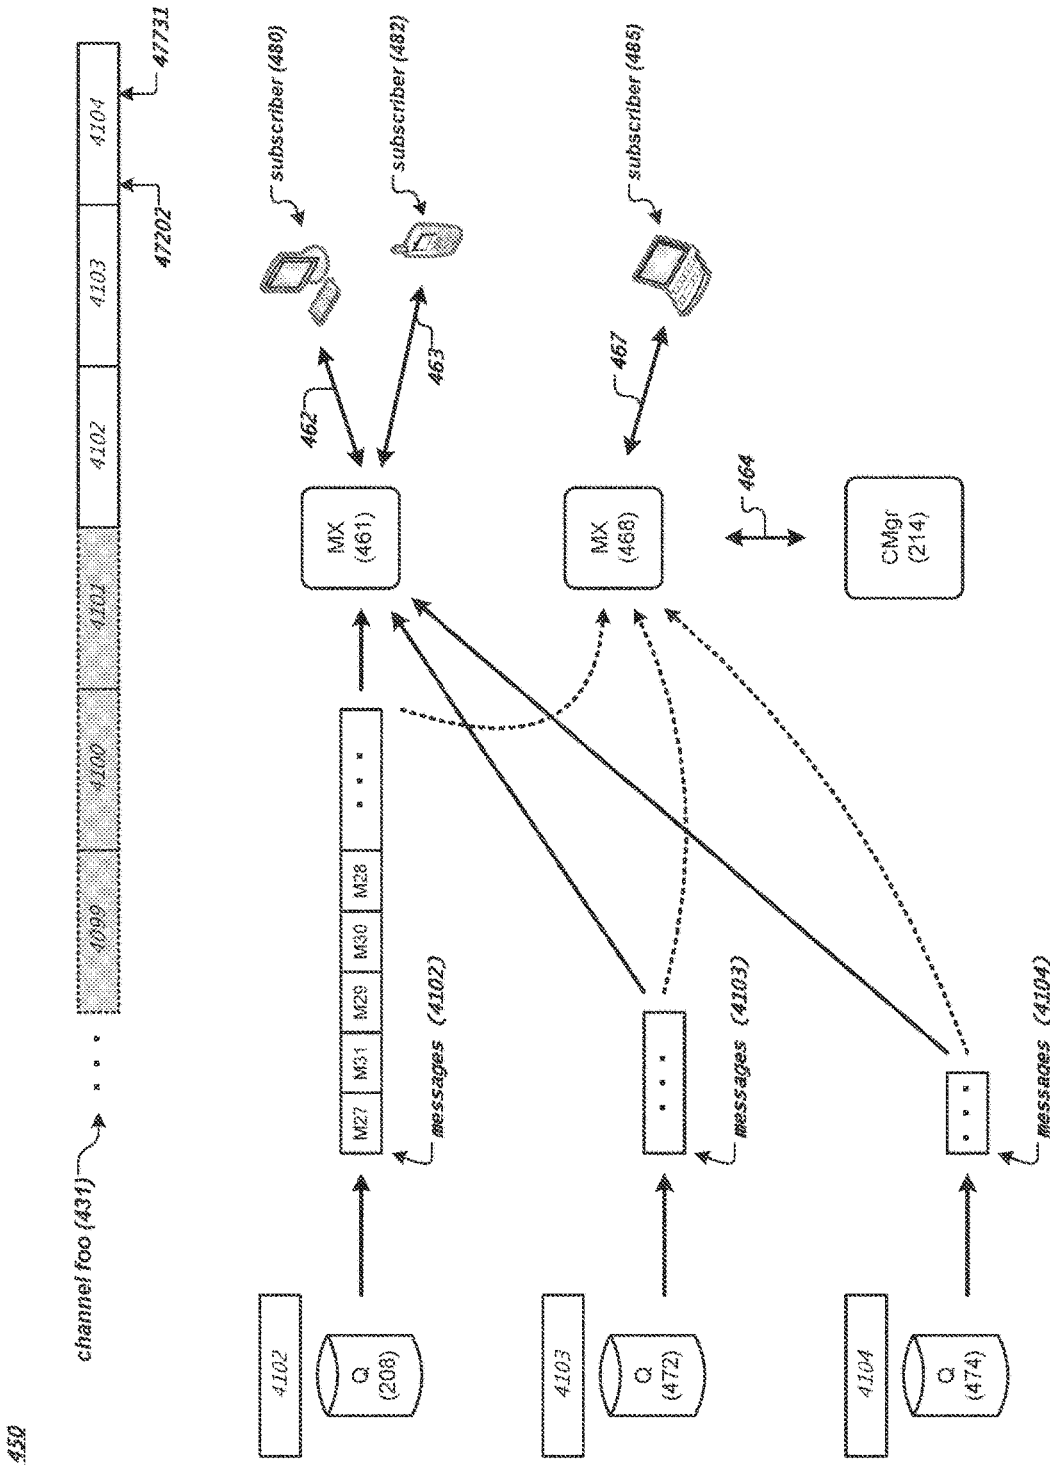 450
channel foo (431)
4099
4100
4101
4102
4103
4104
47202
47731
4102
Q
(208)
M27
M31
M29
M30
M28
messages (4102)
MX
(461)
462
463
subscriber (480)
subscriber (482)
4103
Q
(472)
messages (4103)
MX
(468)
467
subscriber (485)
464
4104
Q
(474)
messages (4104)
CMgr
(214)